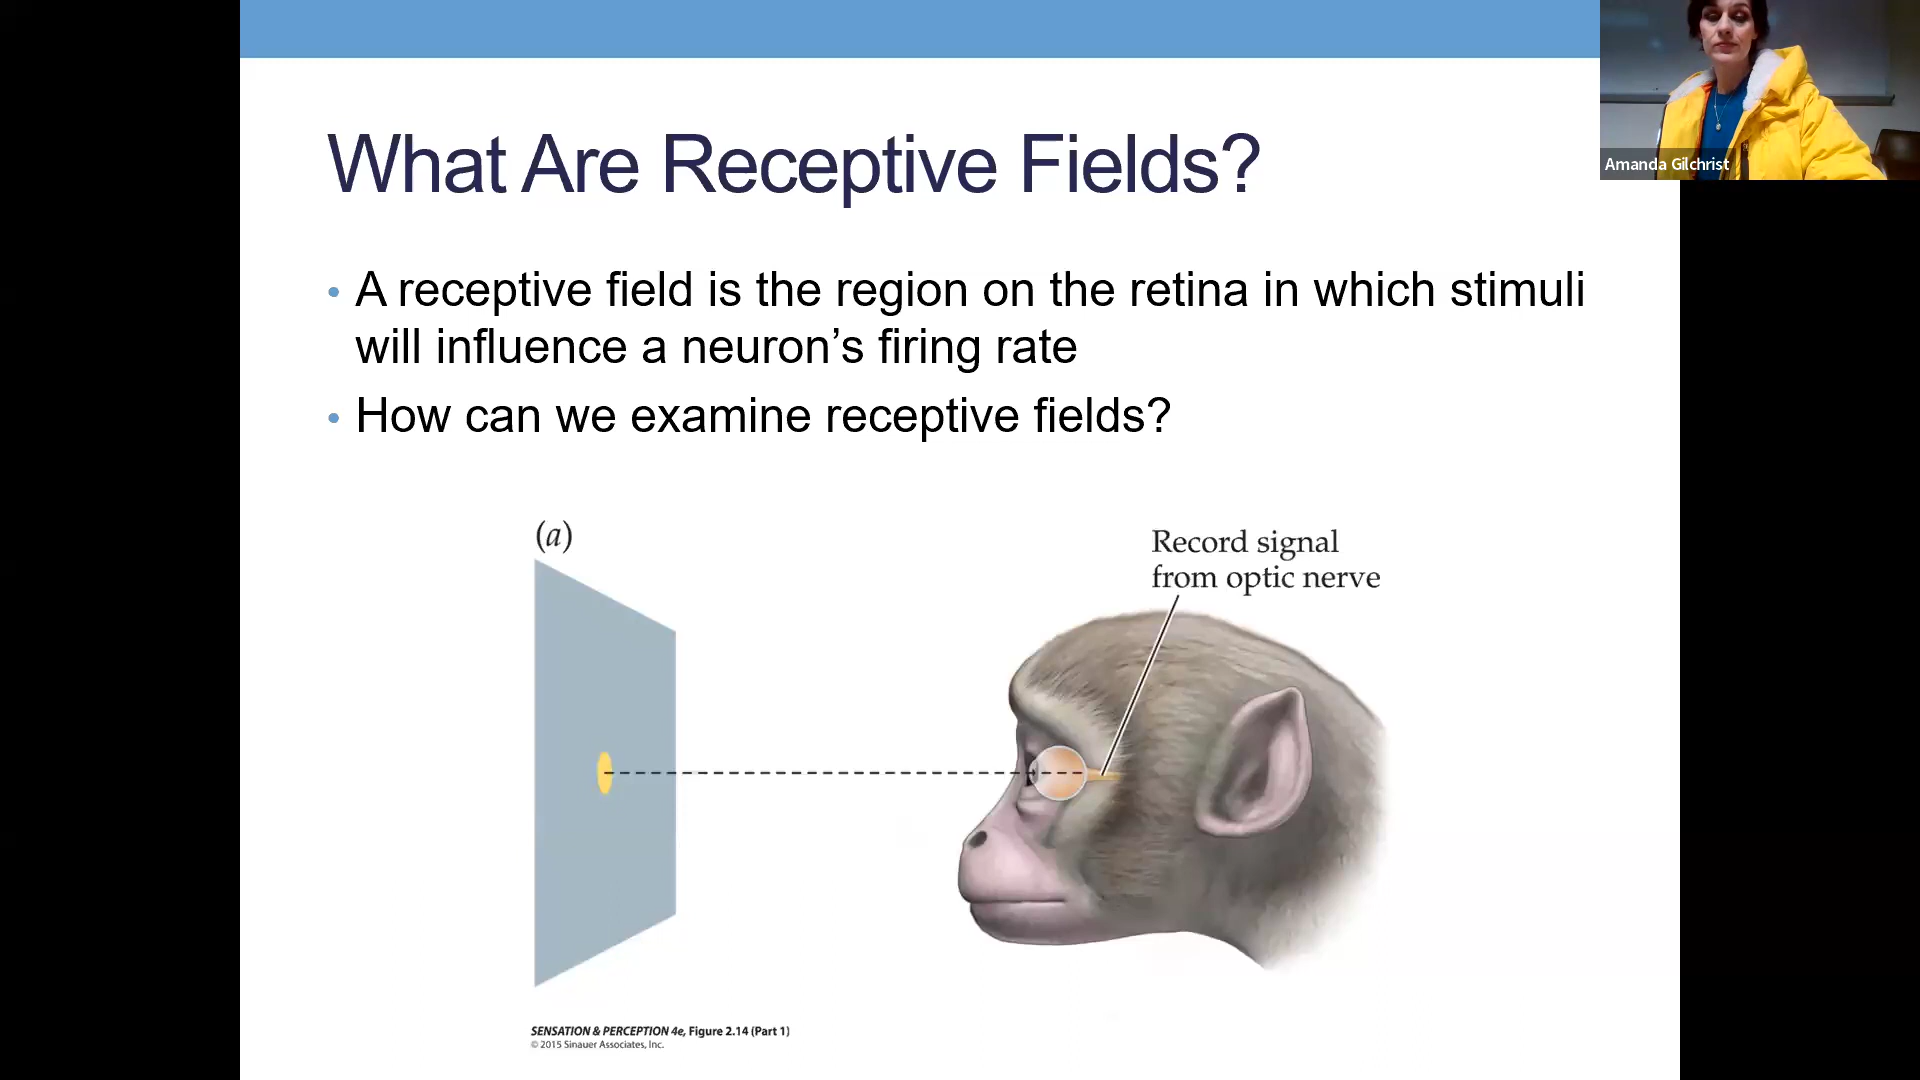 What Are Receptive Fields?
• A receptive field is the region on the retina in which stimuli
will influence a neuron’s firing rate
• How can we examine receptive fields?
(a)
Record signal
from optic nerve
SENSATION & PERCEPTION 4e, Figure 2.14 (Part 1)
© 2015 Sinauer Associates, Inc.
Amanda Gilchrist